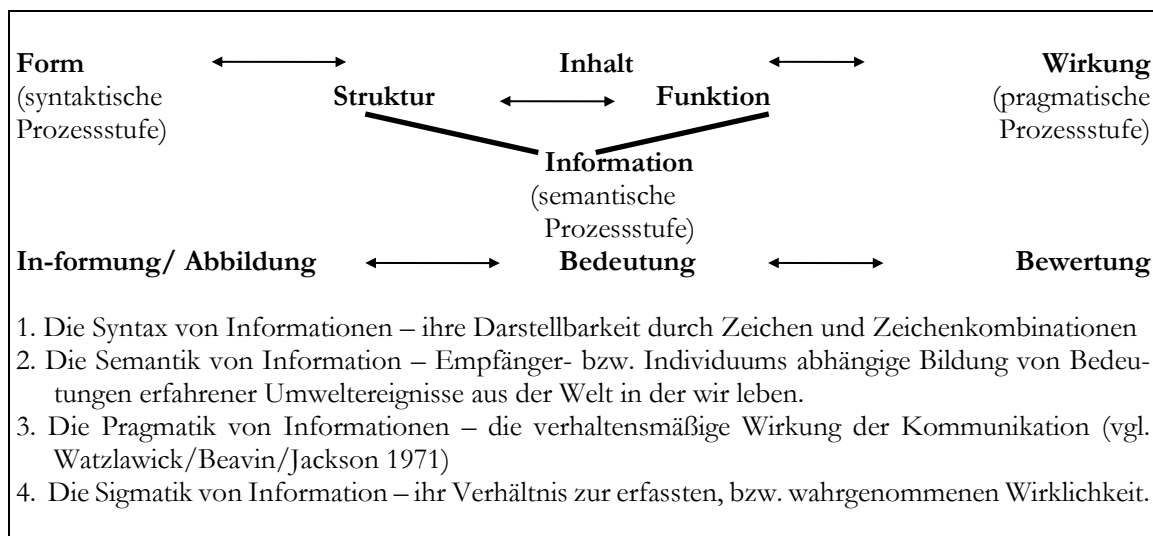 Form Inhalt Wirkung
(syntaktische Struktur Funktion (pragmatische
Prozessstufe) Prozessstufe)
Information
(semantische
Prozessstufe)
In-formung/ Abbildung Bedeutung Bewertung
1. Die Syntax von Informationen – ihre Darstellbarkeit durch Zeichen und Zeichenkombinationen
2. Die Semantik von Information – Empfänger- bzw. Individuums abhängige Bildung von Bedeu-
tungen erfahrener Umweltereignisse aus der Welt in der wir leben.
3. Die Pragmatik von Informationen – die verhaltensmäßige Wirkung der Kommunikation (vgl.
Watzlawick/Beavin/Jackson 1971)
4. Die Sigmatik von Information – ihr Verhältnis zur erfassten, bzw. wahrgenommenen Wirklichkeit.